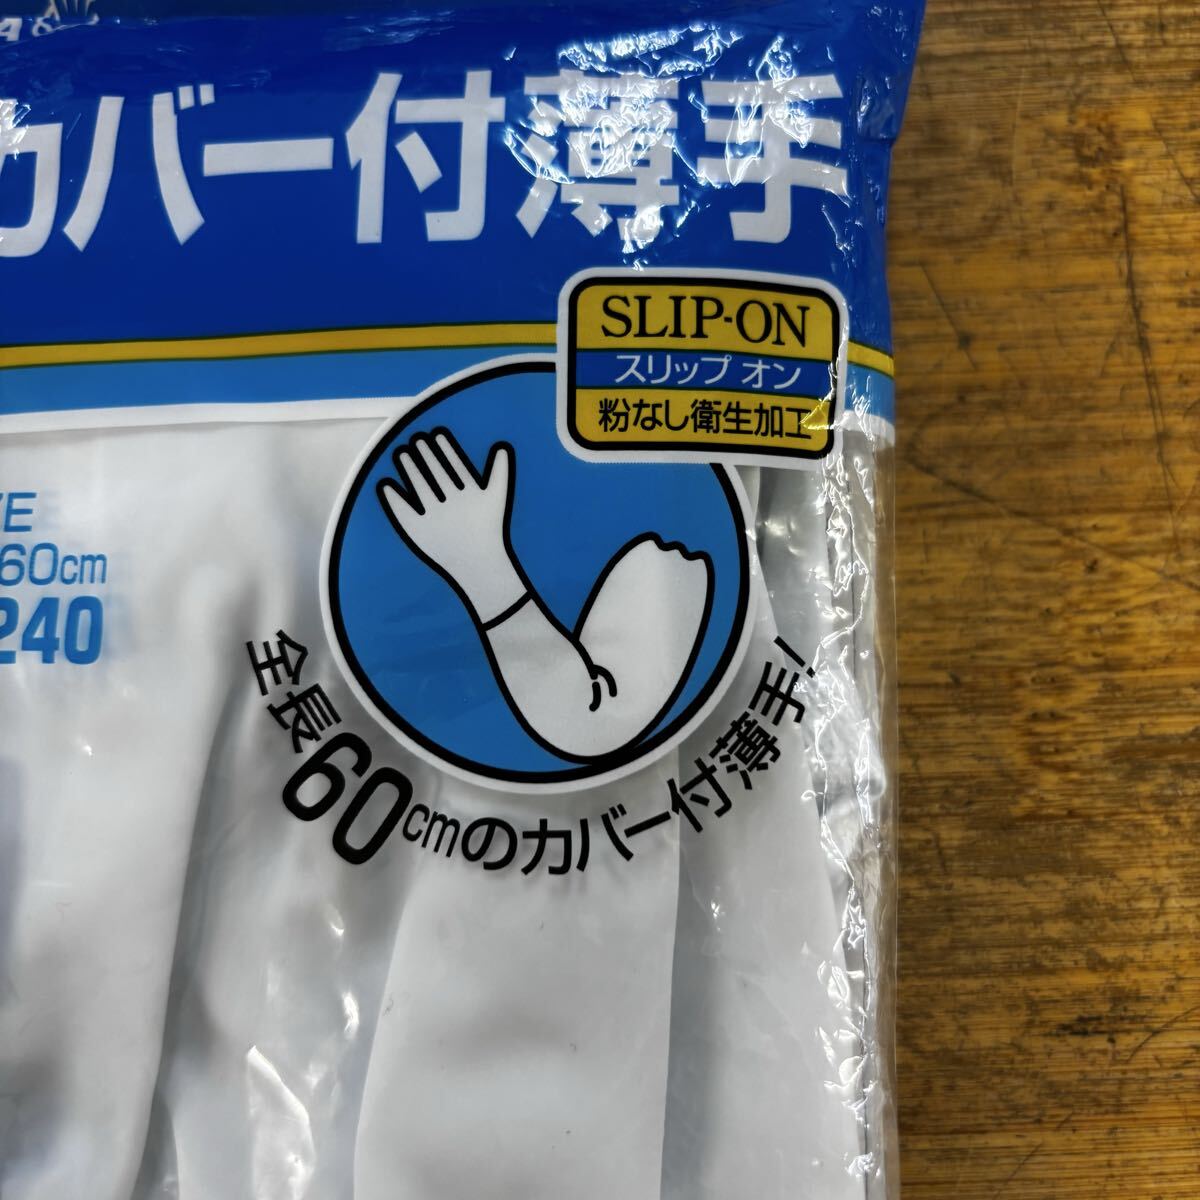 カバー付薄手
SLIP-ON
スリップ オン
粉なし衛生加工
60cm
240
全長60cmのカバー付薄手!